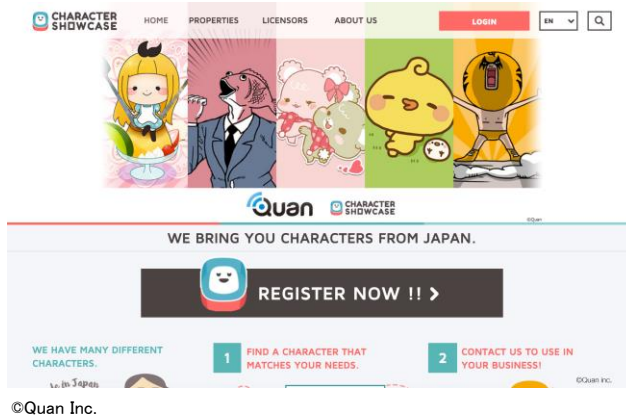 CHARACTER
SHOWCASE
HOME PROPERTIES LICENSORS ABOUT US LOGIN EN
Quan CHARACTER
SHOWCASE
©Quan
WE BRING YOU CHARACTERS FROM JAPAN.
REGISTER NOW !! >
WE HAVE MANY DIFFERENT
CHARACTERS.
1 FIND A CHARACTER THAT
MATCHES YOUR NEEDS.
2 CONTACT US TO USE IN
YOUR BUSINESS!
in Japan
©Quan Inc.
©Quan Inc.